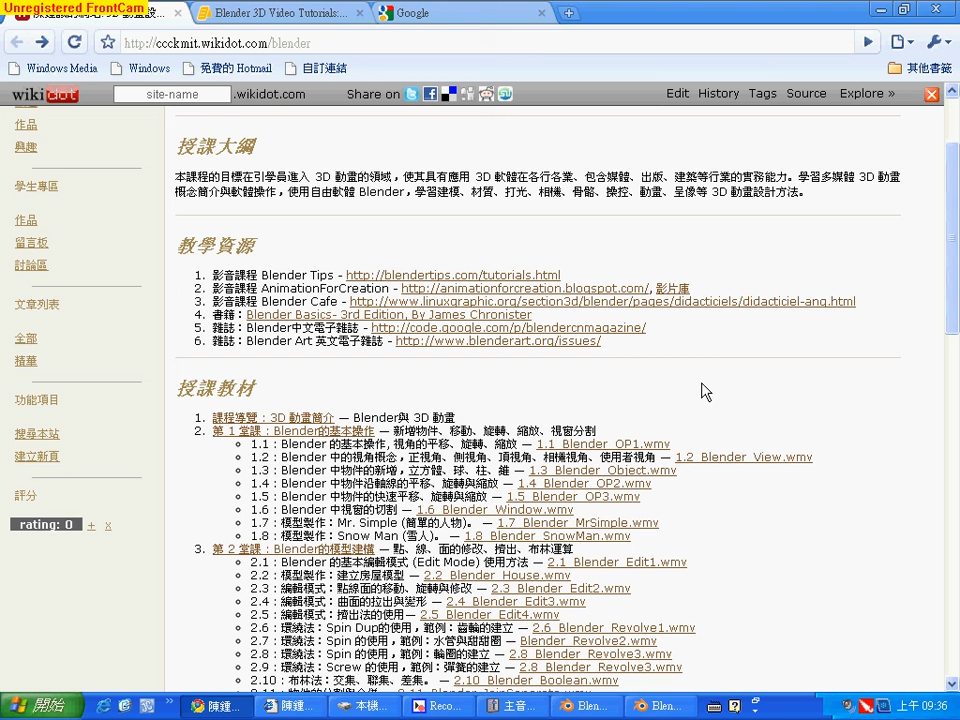 Unregistered FrontCam
Blender 3D Video Tutorials:...
Google
http://ccckmit.wikidot.com/blender
Windows Media
Windows
免費的 Hotmail
自訂連結
其他書籤
wikidot
site-name
.wikidot.com
Share on
Edit
History
Tags
Source
Explore »
作品
興趣
學生專區
作品
留言板
討論區
文章列表
全部
精華
功能項目
搜尋本站
建立新頁
評分
rating: 0 + x
授課大綱
本課程的目標在引學員進入 3D 動畫的領域，使其具有應用 3D 軟體在各行各業、包含媒體、出版、建築等行業的實務能力。學習多媒體 3D 動畫
概念簡介與軟體操作，使用自由軟體 Blender，學習建模、材質、打光、相機、骨骼、操控、動畫、呈像等 3D 動畫設計方法。
教學資源
1. 影音課程 Blender Tips - http://blendertips.com/tutorials.html
2. 影音課程 AnimationForCreation - http://animationforcreation.blogspot.com/, 影片庫
3. 影音課程 Blender Cafe - http://www.linuxgraphic.org/section3d/blender/pages/didacticiels/didacticiel-ang.html
4. 書籍：Blender Basics- 3rd Edition, By James Chronister
5. 雜誌：Blender中文電子雜誌 - http://code.google.com/p/blendercnmagazine/
6. 雜誌：Blender Art 英文電子雜誌 - http://www.blenderart.org/issues/
授課教材
1. 課程導覽：3D 動畫簡介 — Blender與 3D 動畫
2. 第 1 堂課：Blender的基本操作 — 新增物件、移動、旋轉、縮放、視窗分割
1.1：Blender 的基本操作, 視角的平移、旋轉、縮放 — 1.1_Blender_OP1.wmv
1.2：Blender 中的視角概念，正視角、側視角、頂視角、相機視角、使用者視角 — 1.2_Blender_View.wmv
1.3：Blender 中物件的新增，立方體、球、柱、錐 — 1.3_Blender_Object.wmv
1.4：Blender 中物件沿軸線的平移、旋轉與縮放 — 1.4_Blender_OP2.wmv
1.5：Blender 中物件的快速平移、旋轉與縮放 — 1.5_Blender_OP3.wmv
1.6：Blender 中視窗的切割 — 1.6_Blender_Window.wmv
1.7：模型製作：Mr. Simple (簡單的人物)。 — 1.7_Blender_MrSimple.wmv
1.8：模型製作：Snow Man (雪人)。 — 1.8_Blender_SnowMan.wmv
3. 第 2 堂課：Blender的模型建構 — 點、線、面的修改、擠出、布林運算
2.1：Blender 的基本編輯模式 (Edit Mode) 使用方法 — 2.1_Blender_Edit1.wmv
2.2：模型製作：建立房屋模型 — 2.2_Blender_House.wmv
2.3：編輯模式：點線面的移動、旋轉與修改 — 2.3_Blender_Edit2.wmv
2.4：編輯模式：曲面的拉出與變形 — 2.4_Blender_Edit3.wmv
2.5：編輯模式：擠出法的使用— 2.5_Blender_Edit4.wmv
2.6：環繞法：Spin Dup的使用，範例：齒輪的建立 — 2.6_Blender_Revolve1.wmv
2.7：環繞法：Spin 的使用，範例：水管與甜甜圈 — Blender_Revolve2.wmv
2.8：環繞法：Spin 的使用，範例：輪圈的建立 — 2.8_Blender_Revolve3.wmv
2.9：環繞法：Screw 的使用，範例：彈簧的建立 — 2.8_Blender_Revolve3.wmv
2.10：布林法：交集、聯集、差集。 — 2.10_Blender_Boolean.wmv
開始
陳鍾...
陳鍾...
本機...
Reco...
主音...
Blen...
Blen...
上午 09:36